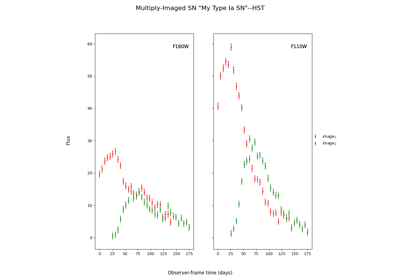 Multiply-Imaged SN "My Type Ia SN"--HST
F160W
F110W
Flux
60
50
40
30
20
10
0
0 25 50 75 100 125 150 175
0 25 50 75 100 125 150 175
image_1
image_2
Observer-frame time (days)